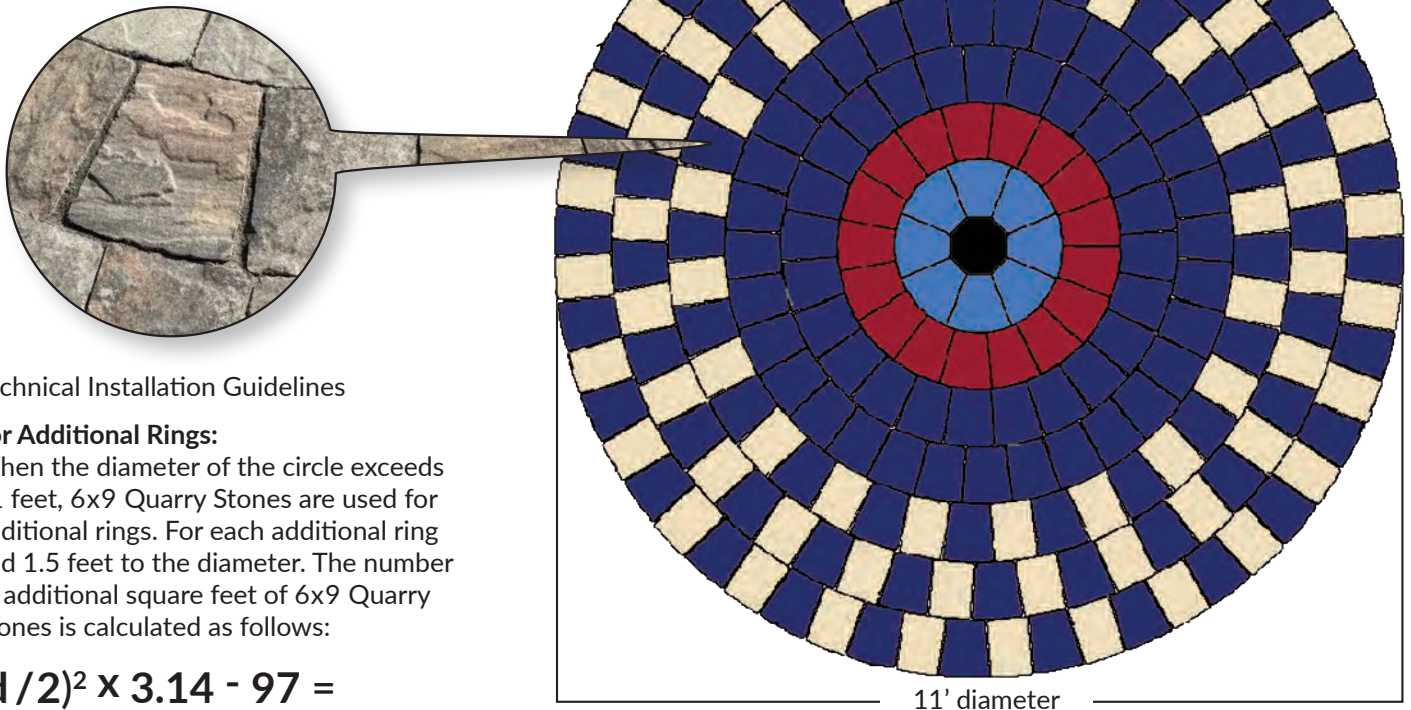 chnical Installation Guidelines
r Additional Rings:
hen the diameter of the circle exceeds
feet, 6x9 Quarry Stones are used for
ditional rings. For each additional ring
d 1.5 feet to the diameter. The number
additional square feet of 6x9 Quarry
ones is calculated as follows:
/2)² x 3.14 - 97 =
11’ diameter